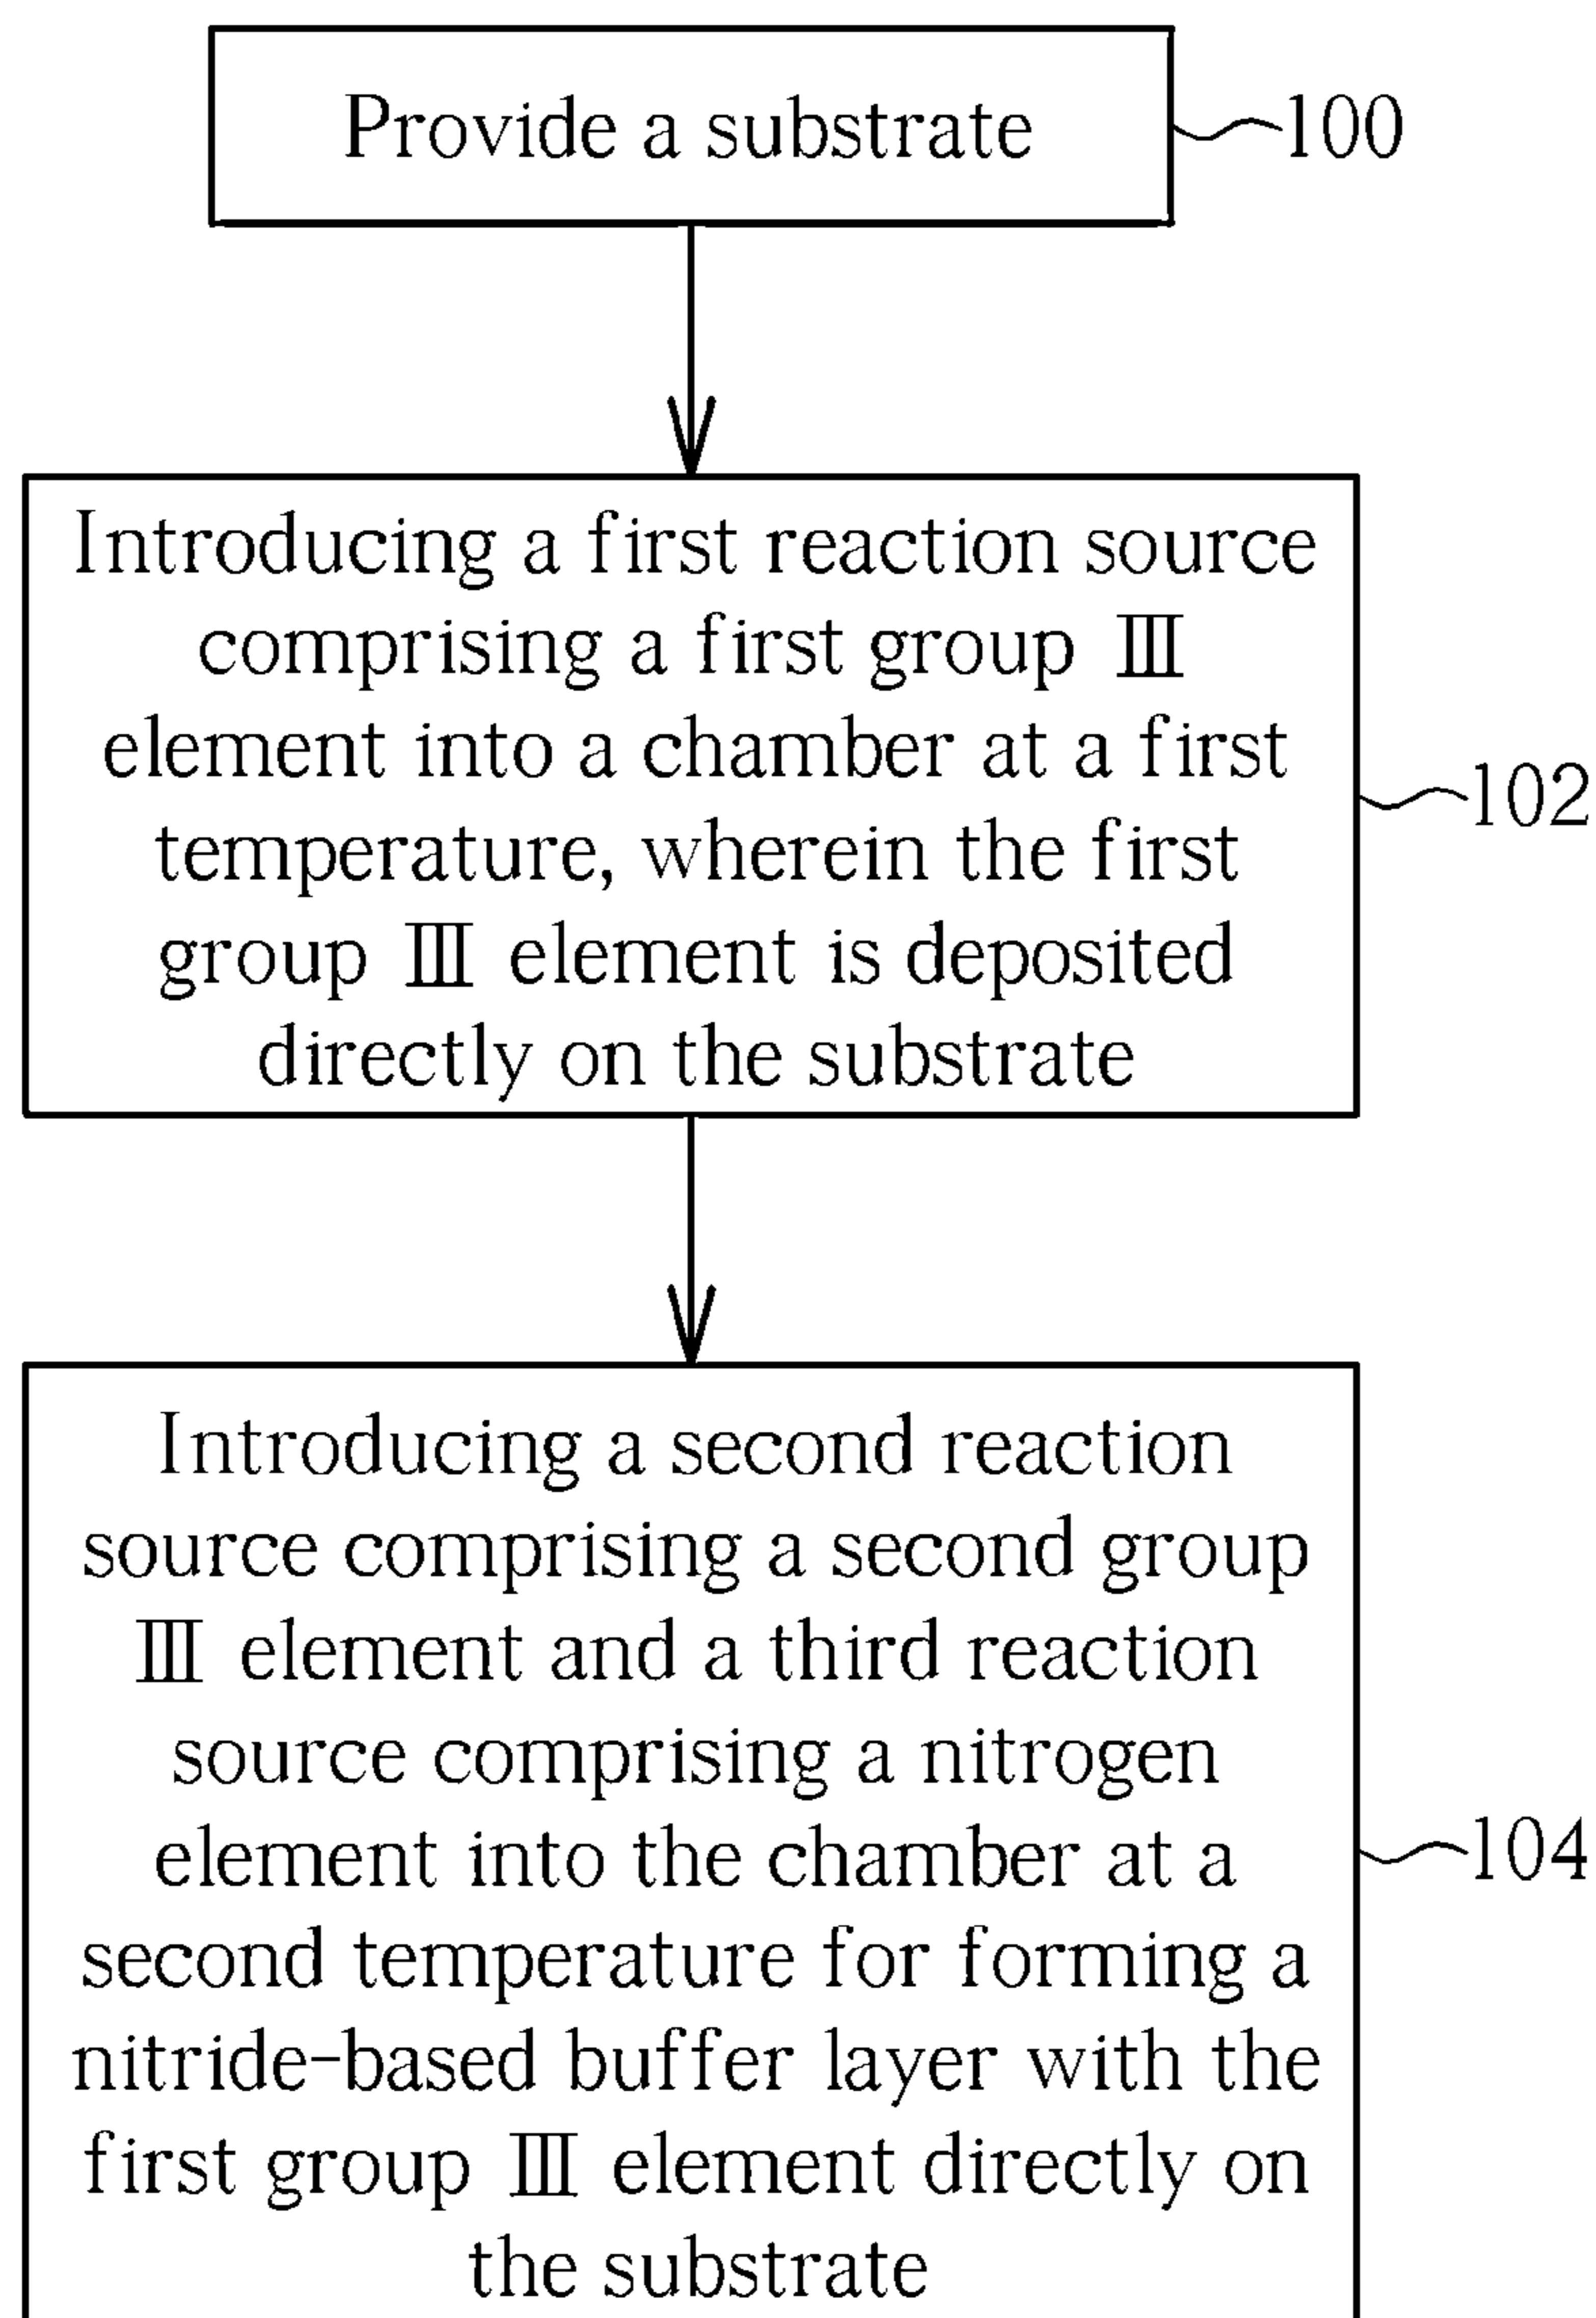 Provide a substrate
100
Introducing a first reaction source
comprising a first group Ⅲ
element into a chamber at a first
temperature, wherein the first
group Ⅲ element is deposited
directly on the substrate
102
Introducing a second reaction
source comprising a second group
Ⅲ element and a third reaction
source comprising a nitrogen
element into the chamber at a
second temperature for forming a
nitride-based buffer layer with the
first group Ⅲ element directly on
the substrate
104